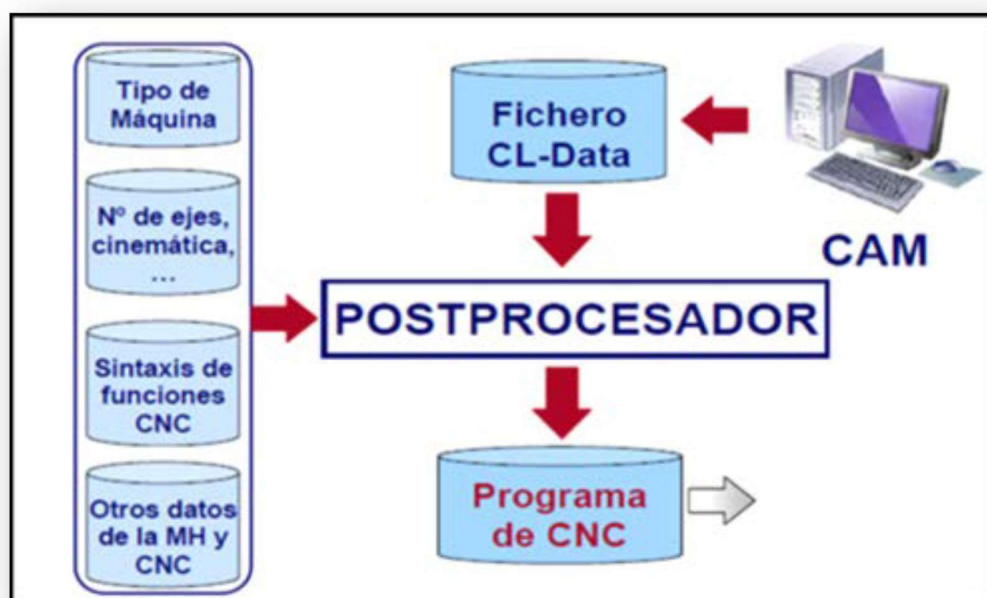 Tipo de
Máquina
Nº de ejes,
cinemática,
...
Sintaxis de
funciones
CNC
Otros datos
de la MH y
CNC
Fichero
CL-Data
CAM
POSTPROCESADOR
Programa
de CNC